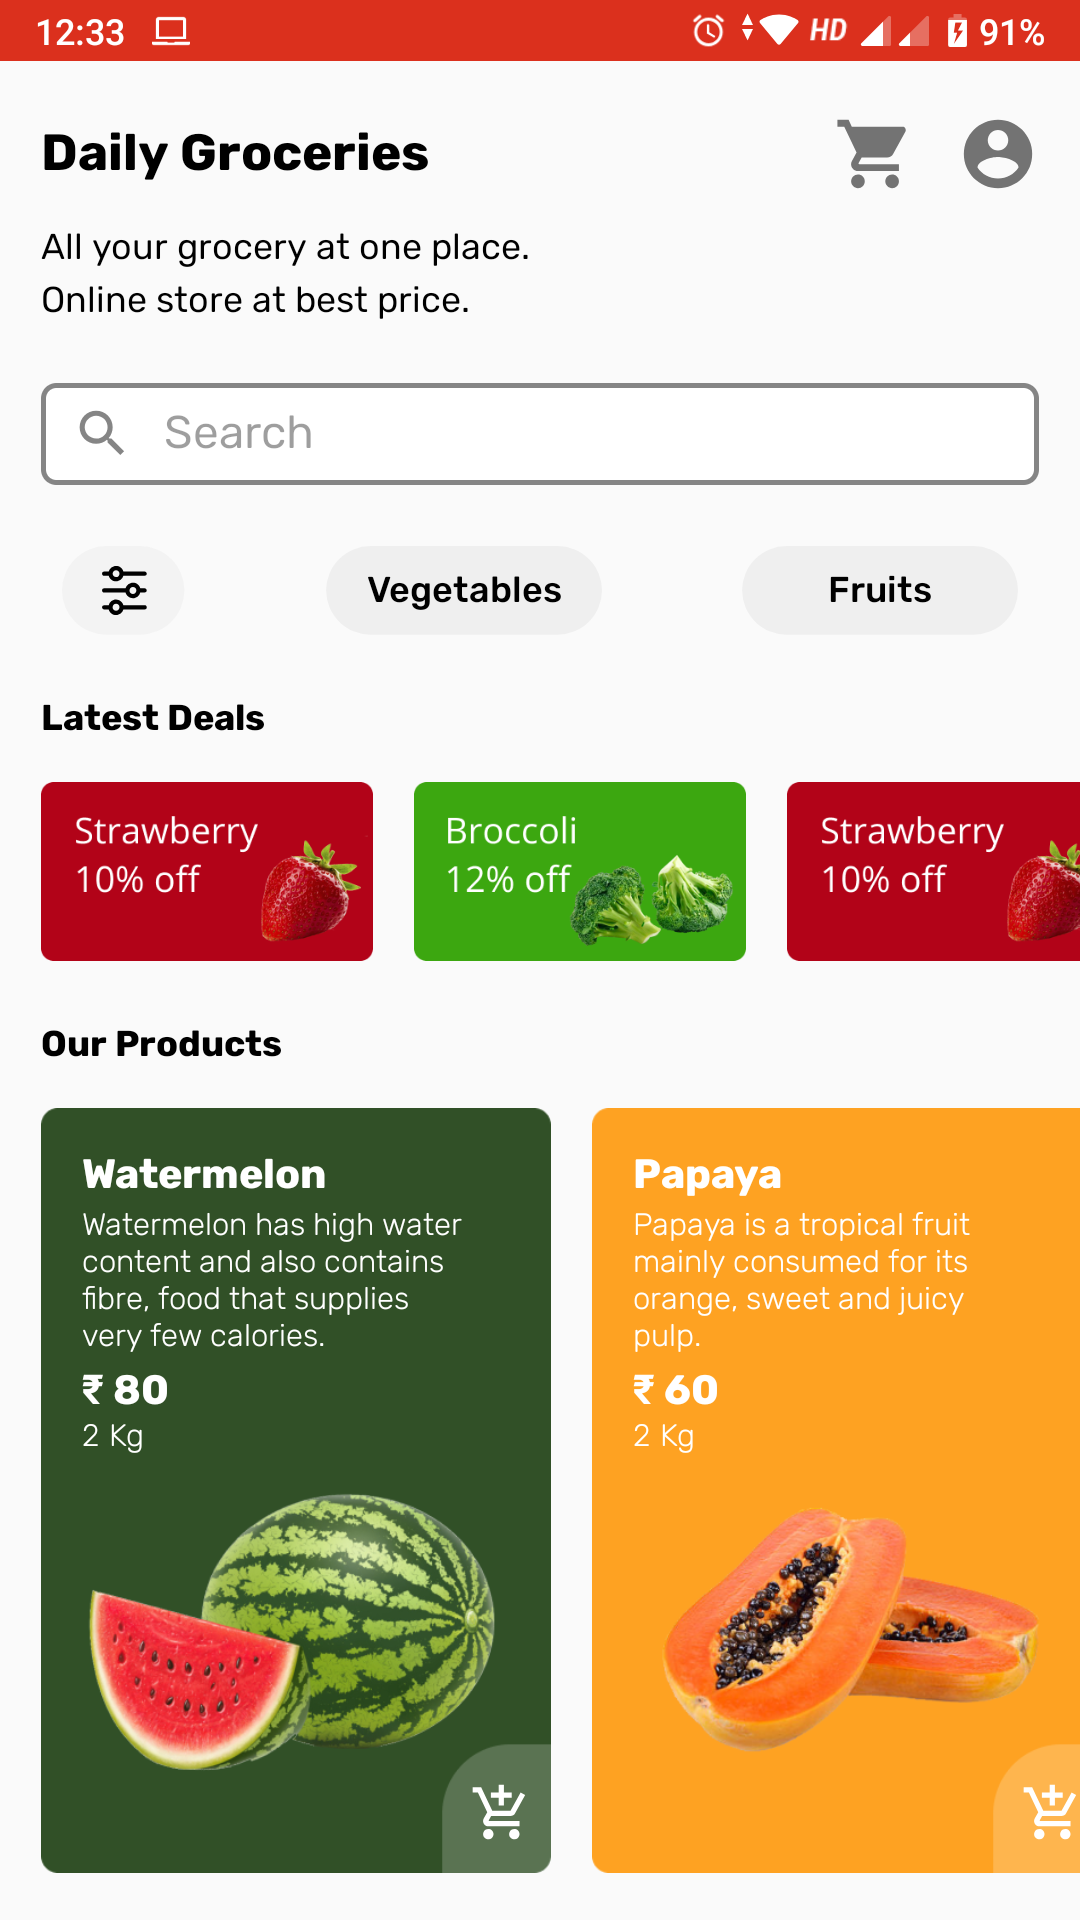 12:33 HD 91%
Daily Groceries
All your grocery at one place.
Online store at best price.
Search
Vegetables Fruits
Latest Deals
Strawberry
10% off
Broccoli
12% off
Strawberry
10% off
Our Products
Watermelon
Watermelon has high water
content and also contains
fibre, food that supplies
very few calories.
₹ 80
2 Kg
Papaya
Papaya is a tropical fruit
mainly consumed for its
orange, sweet and juicy
pulp.
₹ 60
2 Kg